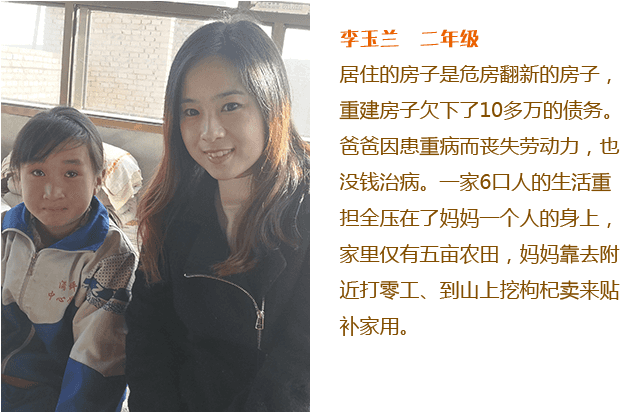 李玉兰 二年级
居住的房子是危房翻新的房子，
重建房子欠下了10多万的债务。
爸爸因患重病而丧失劳动力，也
没钱治病。一家6口人的生活重
担全压在了妈妈一个人的身上，
家里仅有五亩农田，妈妈靠去附
近打零工、到山上挖枸杞卖来贴
补家用。